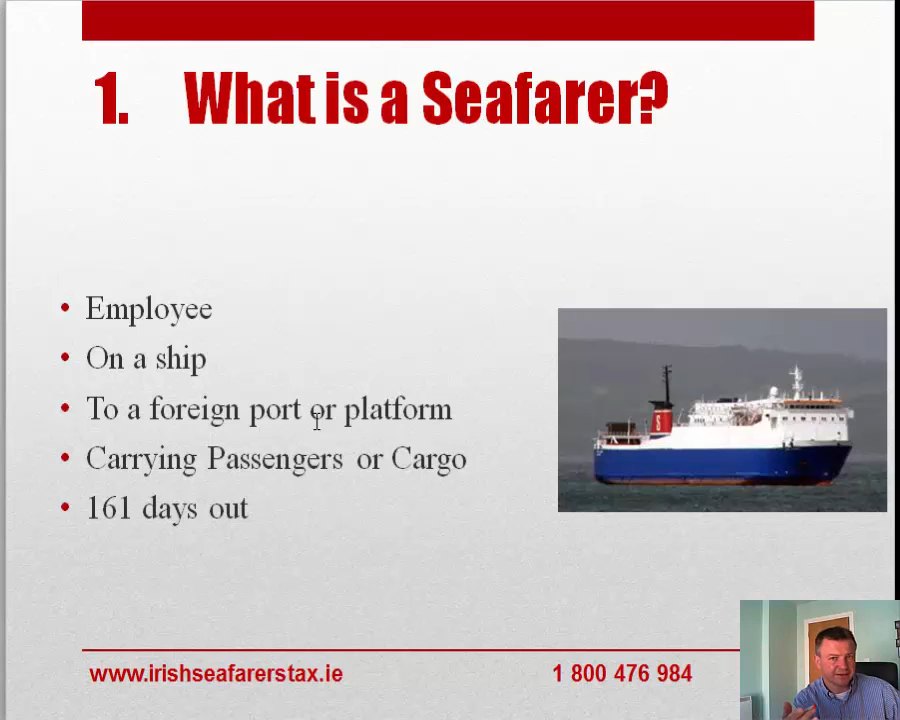 1. What is a Seafarer?
• Employee
• On a ship
• To a foreign port or platform
• Carrying Passengers or Cargo
• 161 days out
S
www.irishseafarerstax.ie 1 800 476 984